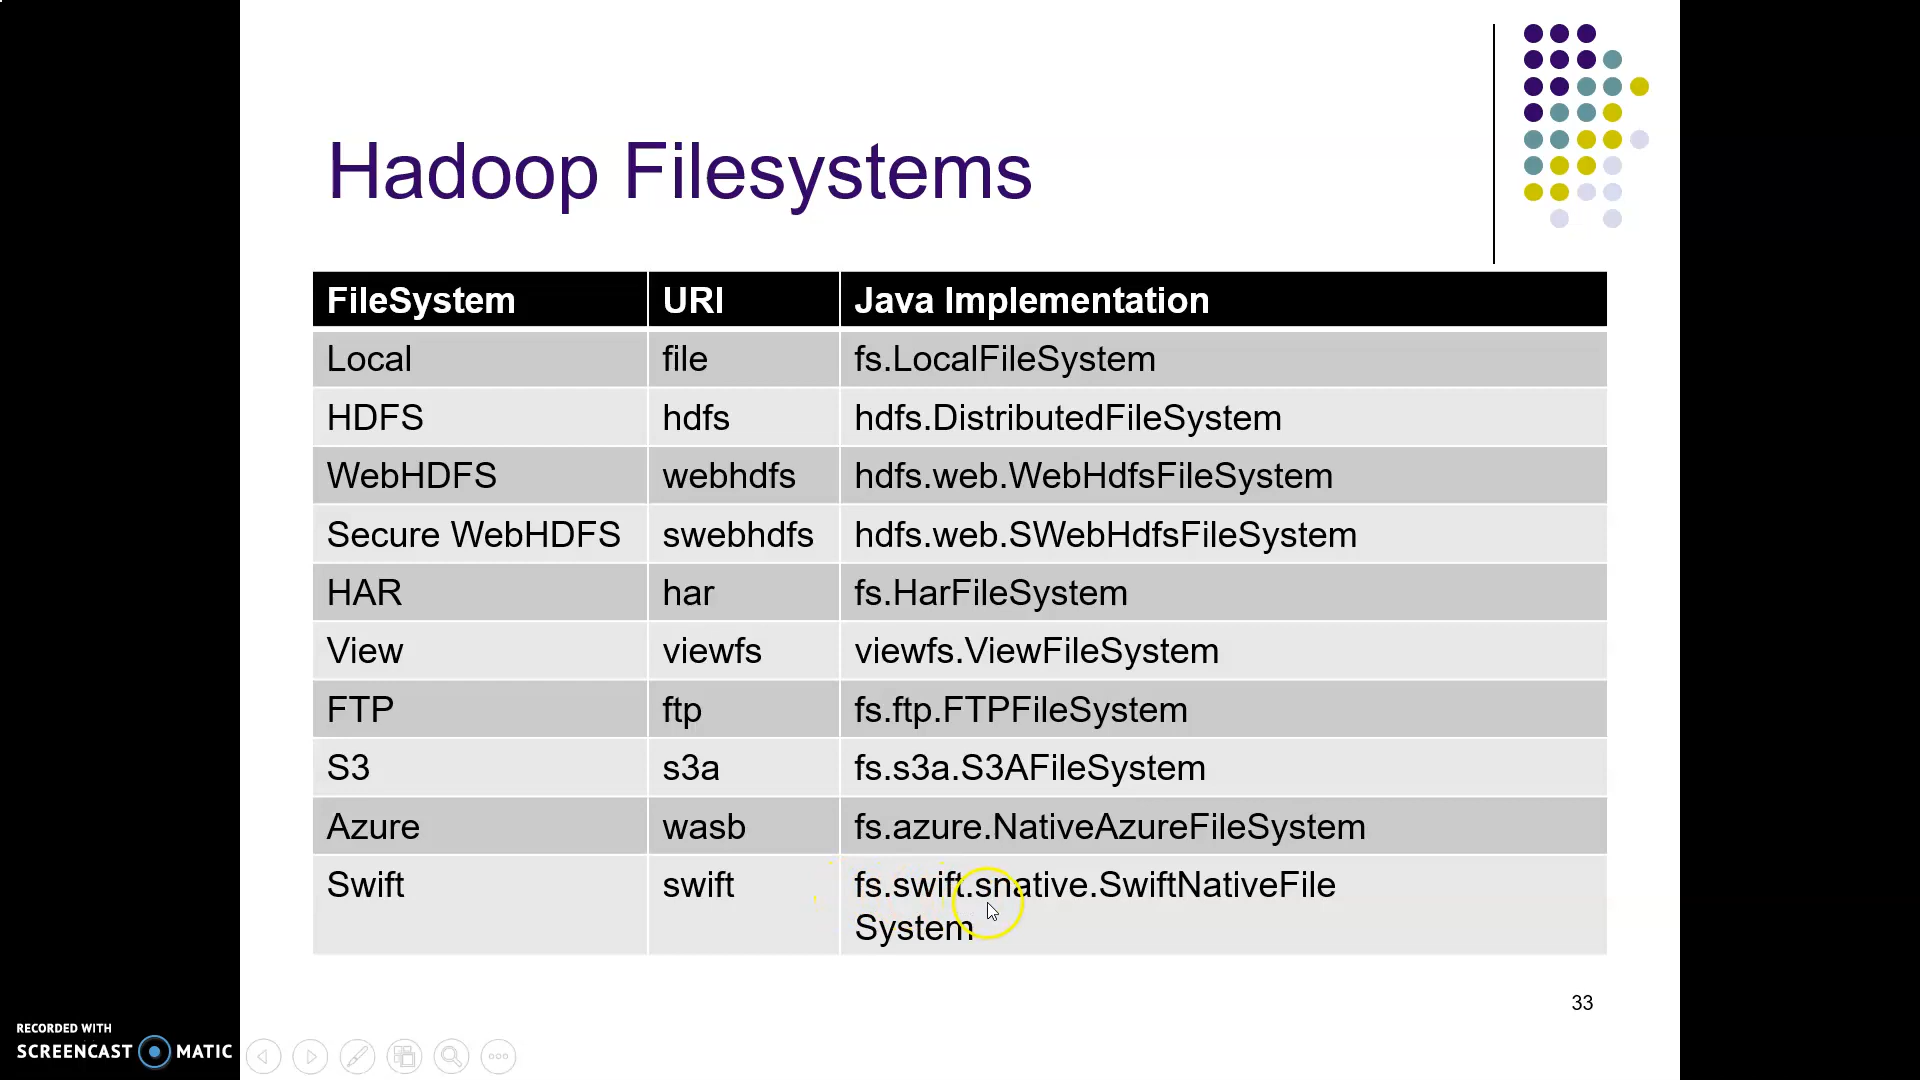 Hadoop Filesystems
FileSystem URI Java Implementation
Local file fs.LocalFileSystem
HDFS hdfs hdfs.DistributedFileSystem
WebHDFS webhdfs hdfs.web.WebHdfsFileSystem
Secure WebHDFS swebhdfs hdfs.web.SWebHdfsFileSystem
HAR har fs.HarFileSystem
View viewfs viewfs.ViewFileSystem
FTP ftp fs.ftp.FTPFileSystem
S3 s3a fs.s3a.S3AFileSystem
Azure wasb fs.azure.NativeAzureFileSystem
Swift swift fs.swift.snative.SwiftNativeFile
System
33
RECORDED WITH
SCREENCAST MATIC